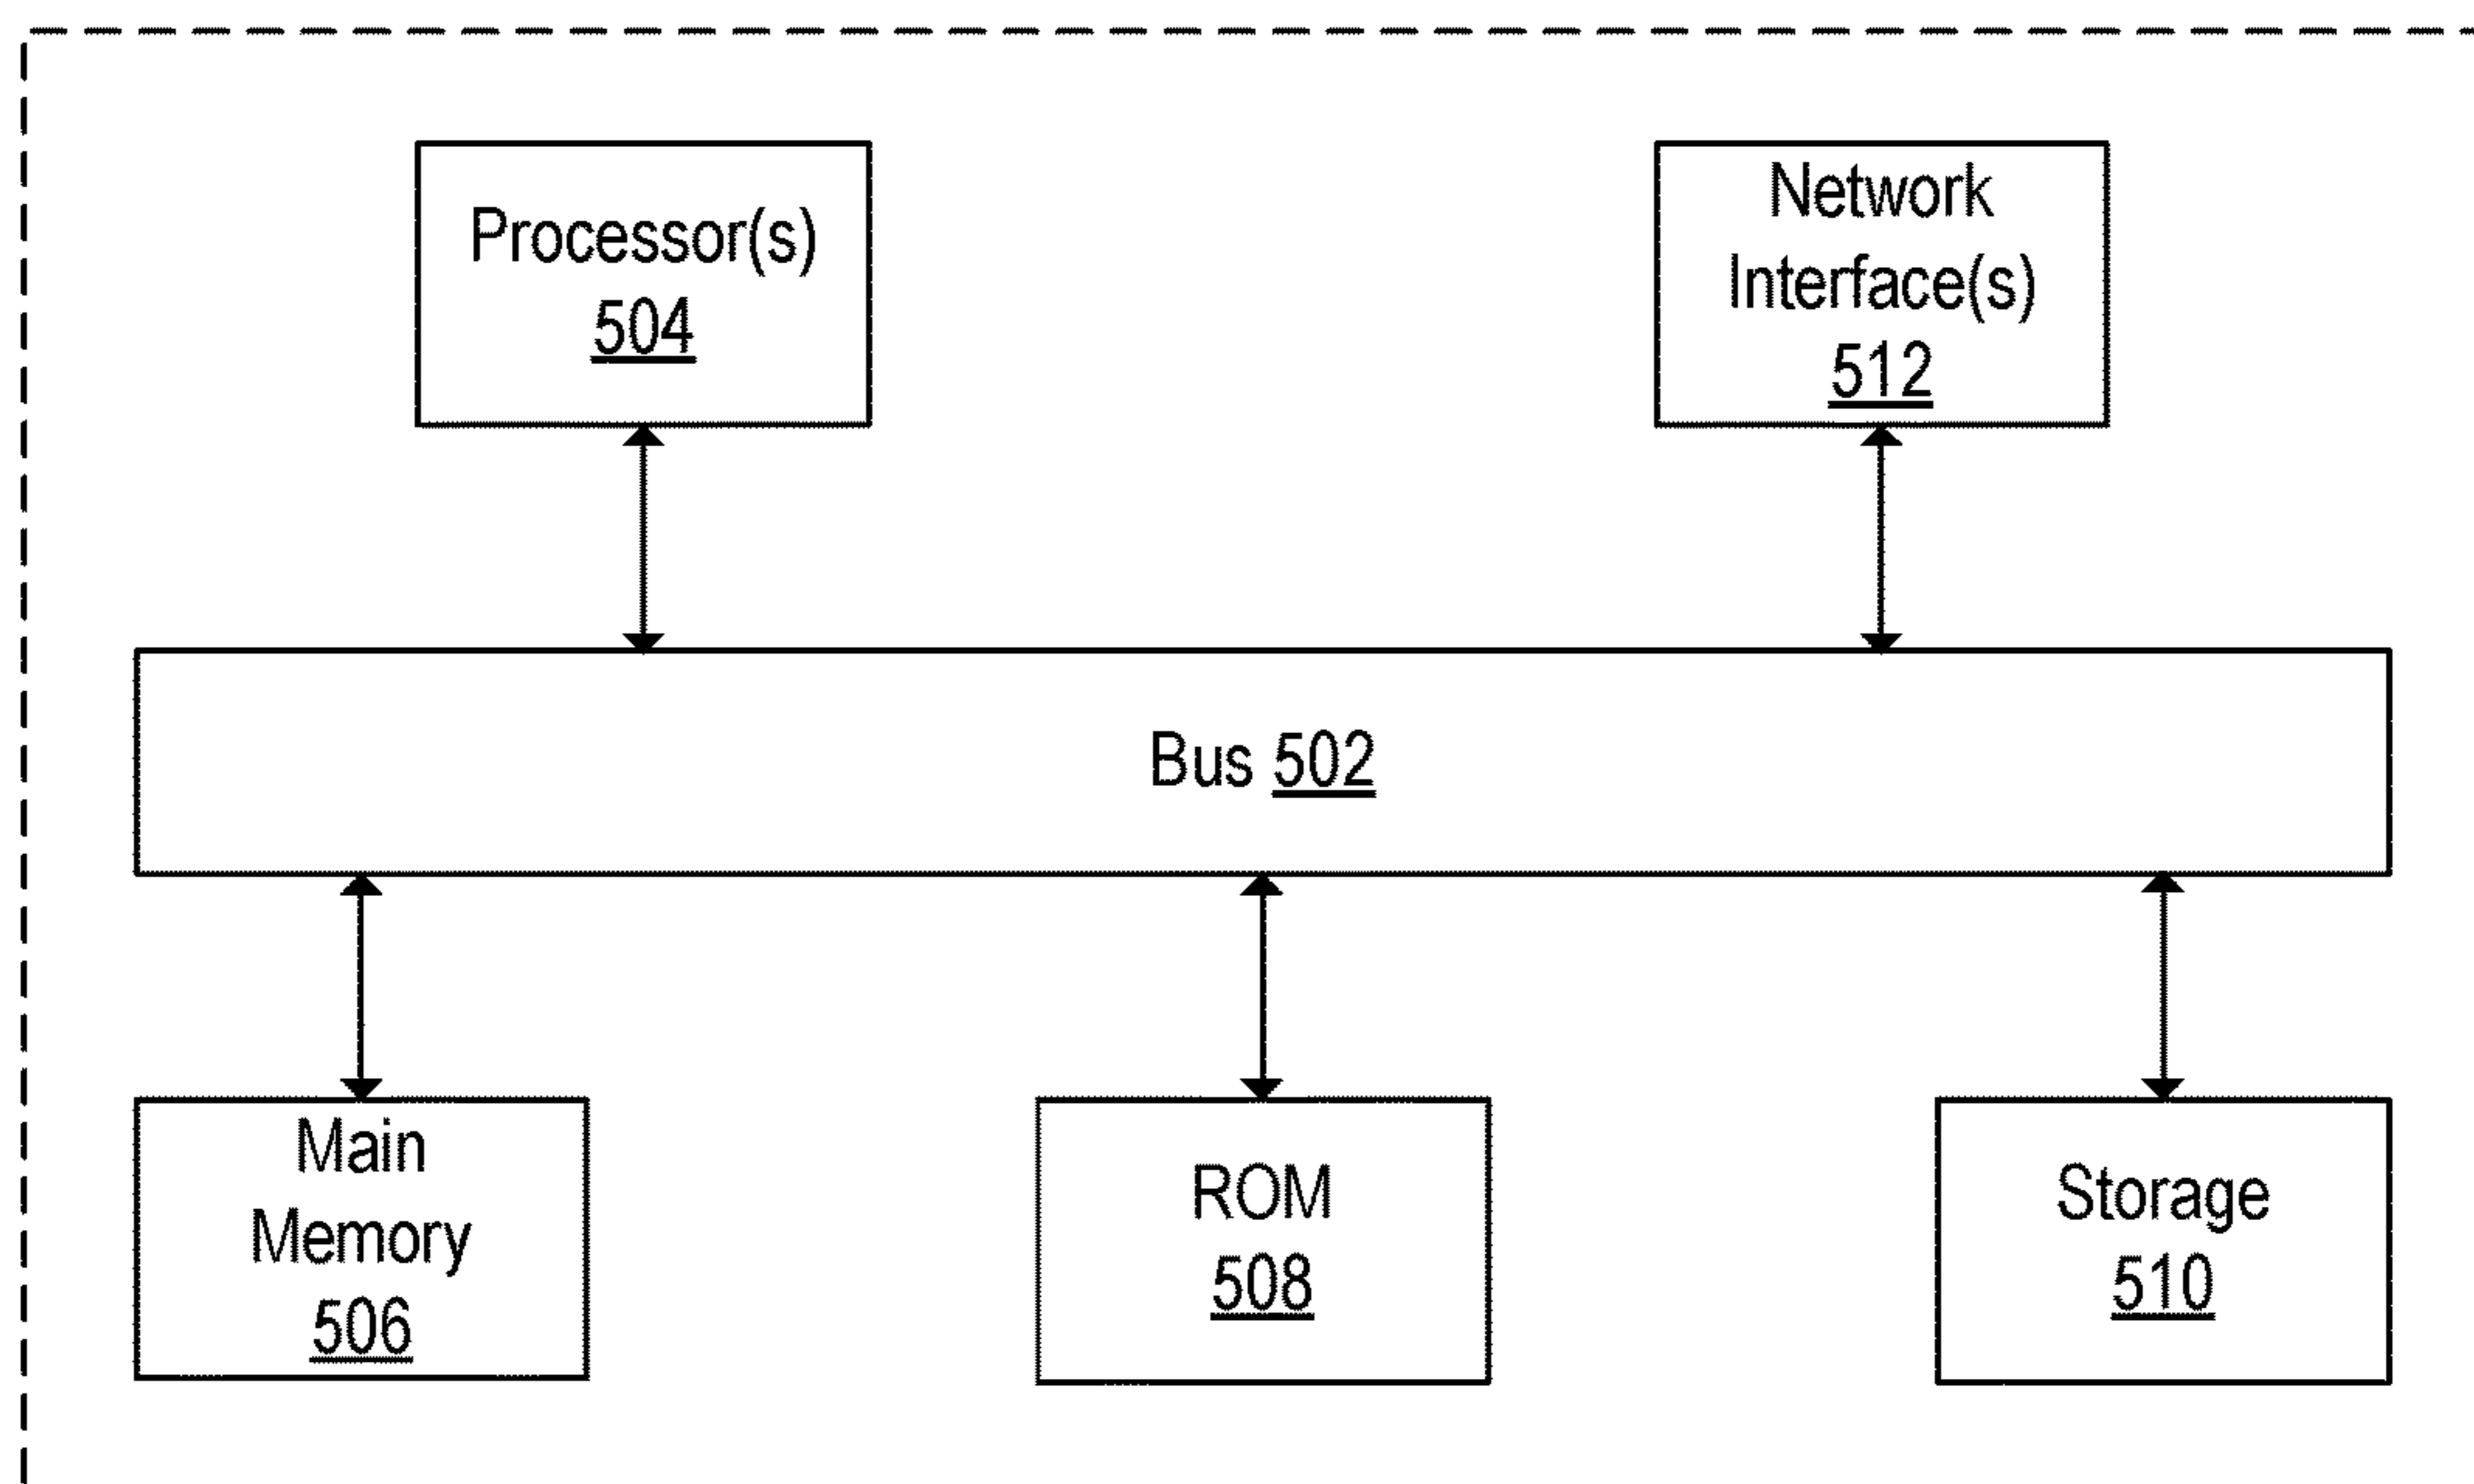 Processor(s)
504
Network
Interface(s)
512
Bus 502
Main
Memory
506
ROM
508
Storage
510